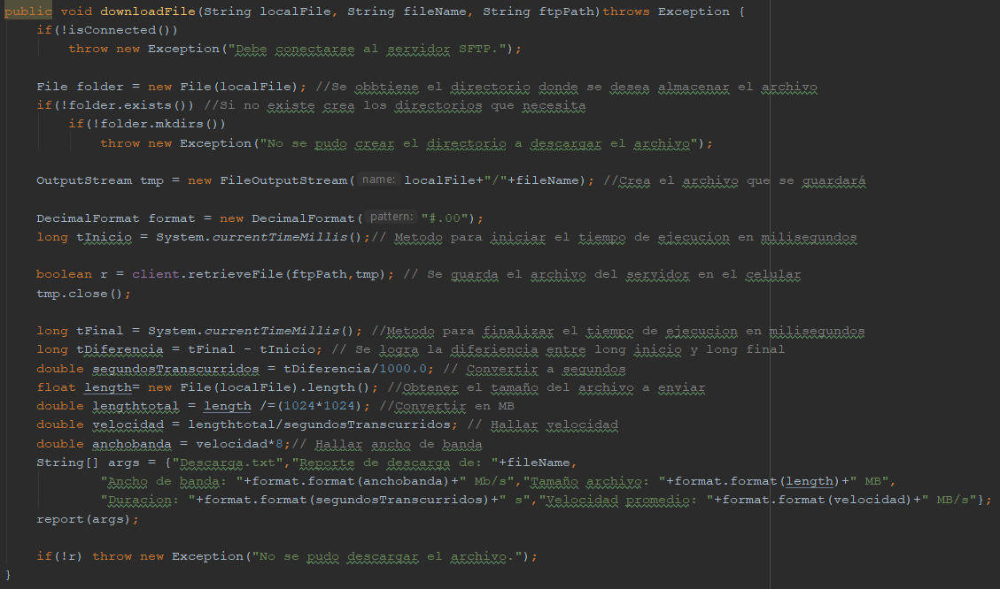 public void downloadFile(String localFile, String fileName, String ftpPath)throws Exception {
if(!isConnected())
throw new Exception("Debe conectarse al servidor SFTP.");
File folder = new File(localFile); //Se obbtiene el directorio donde se desea almacenar el archivo
if(!folder.exists()) //Si no existe crea los directorios que necesita
if(!folder.mkdirs())
throw new Exception("No se pudo crear el directorio a descargar el archivo");
OutputStream tmp = new FileOutputStream( name: localFile+"/"+fileName); //Crea el archivo que se guardará
DecimalFormat format = new DecimalFormat( pattern: "#.00");
long tInicio = System.currentTimeMillis();// Metodo para iniciar el tiempo de ejecucion en milisegundos
boolean r = client.retrieveFile(ftpPath,tmp); // Se guarda el archivo del servidor en el celular
tmp.close();
long tFinal = System.currentTimeMillis(); //Metodo para finalizar el tiempo de ejecucion en milisegundos
long tDiferencia = tFinal - tInicio; // Se logra la diferiencia entre long inicio y long final
double segundosTranscurridos = tDiferencia/1000.0; // Convertir a segundos
float length= new File(localFile).length(); //Obtener el tamaño del archivo a enviar
double lengthtotal = length /=(1024*1024); //Convertir en MB
double velocidad = lengthtotal/segundosTranscurridos; // Hallar velocidad
double anchobanda = velocidad*8;// Hallar ancho de banda
String[] args = {"Descarga.txt","Reporte de descarga de: "+fileName,
"Ancho de banda: "+format.format(anchobanda)+" Mb/s","Tamaño archivo: "+format.format(length)+" MB",
"Duracion: "+format.format(segundosTranscurridos)+" s","Velocidad promedio: "+format.format(velocidad)+" MB/s"};
report(args);
if(!r) throw new Exception("No se pudo descargar el archivo.");
}